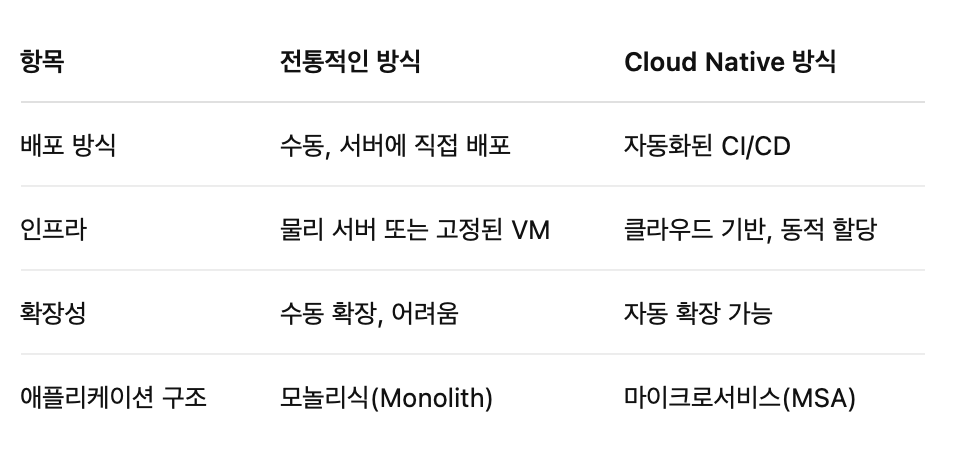 항목 전통적인 방식 Cloud Native 방식
배포 방식 수동, 서버에 직접 배포 자동화된 CI/CD
인프라 물리 서버 또는 고정된 VM 클라우드 기반, 동적 할당
확장성 수동 확장, 어려움 자동 확장 가능
애플리케이션 구조 모놀리식(Monolith) 마이크로서비스(MSA)